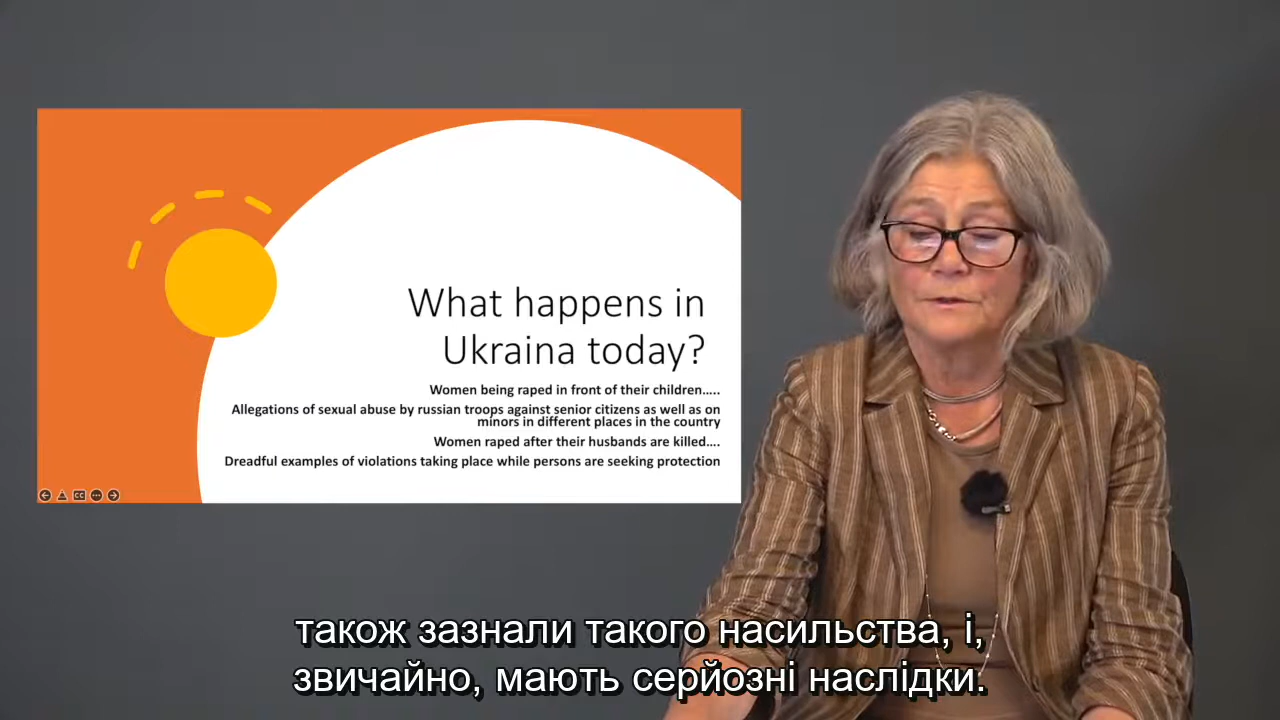 What happens in
Ukraina today?
Women being raped in front of their children.....
Allegations of sexual abuse by russian troops against senior citizens as well as on
minors in different places in the country
Women raped after their husbands are killed....
Dreadful examples of violations taking place while persons are seeking protection
також зазнали такого насильства, і,
звичайно, мають серйозні наслідки.